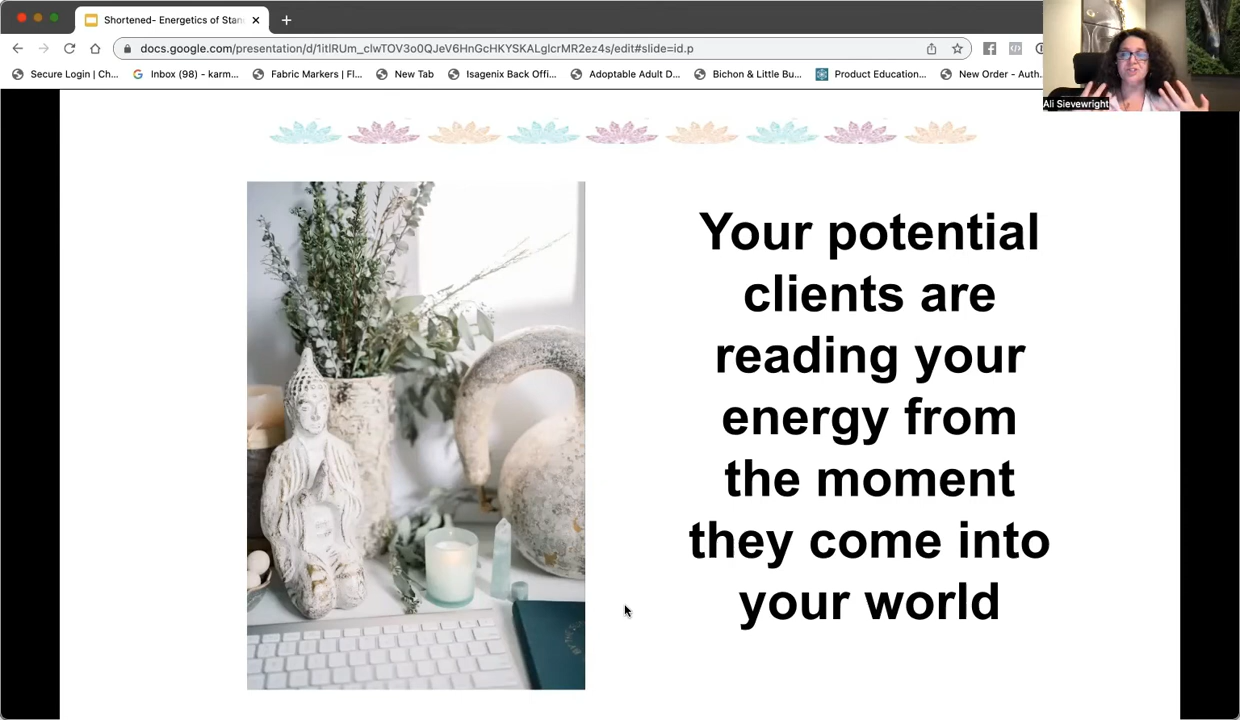 Shortened- Energetics of Stan
docs.google.com/presentation/d/1itIRUm_clwTOV3o0QJeV6HnGcHKYSKALglcrMR2ez4s/edit#slide=id.p
Secure Login | Ch...
Inbox (98) - karm...
Fabric Markers | Fl...
New Tab
Isagenix Back Offi...
Adoptable Adult D...
Bichon & Little Bu...
Product Education...
New Order - Auth.
Ali Sievewright
Your potential
clients are
reading your
energy from
the moment
they come into
your world